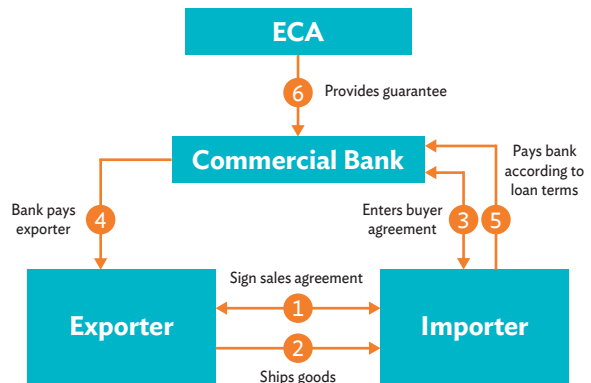 ECA
6
Provides guarantee
Commercial Bank
Pays bank
according to
loan terms
Bank pays
exporter
4
Enters buyer
agreement
3
5
Sign sales agreement
1
Exporter
Importer
2
Ships goods